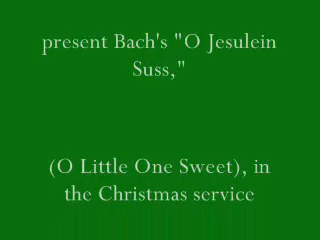 present Bach's "O Jesulein
Suss,"
(O Little One Sweet), in
the Christmas service